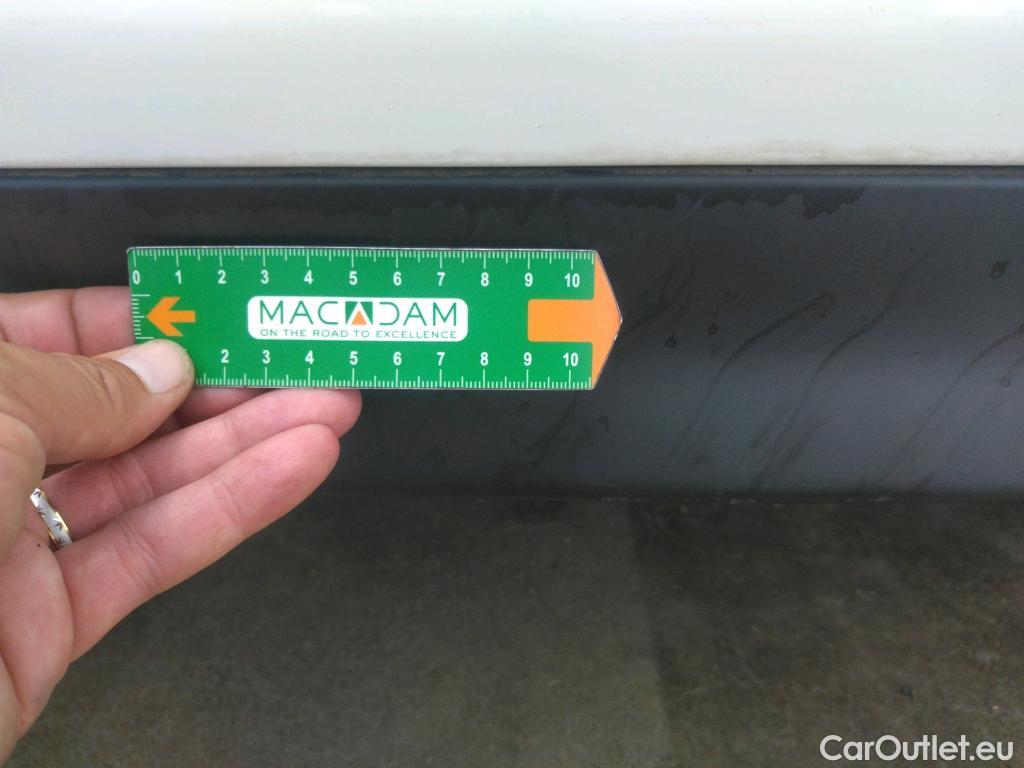 0 1 2 3 4 5 6 7 8 9 10
MACADAM
ON THE ROAD TO EXCELLENCE
2 3 4 5 6 7 8 9 10
CarOutlet.eu